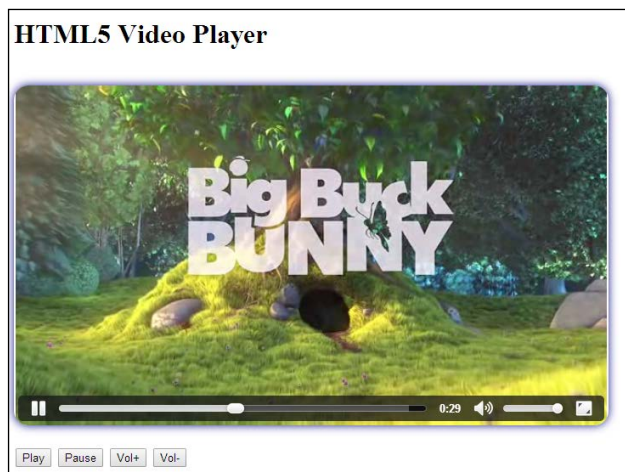 HTML5 Video Player
Big Buck
BUNNY
0:29
Play Pause Vol+ Vol-